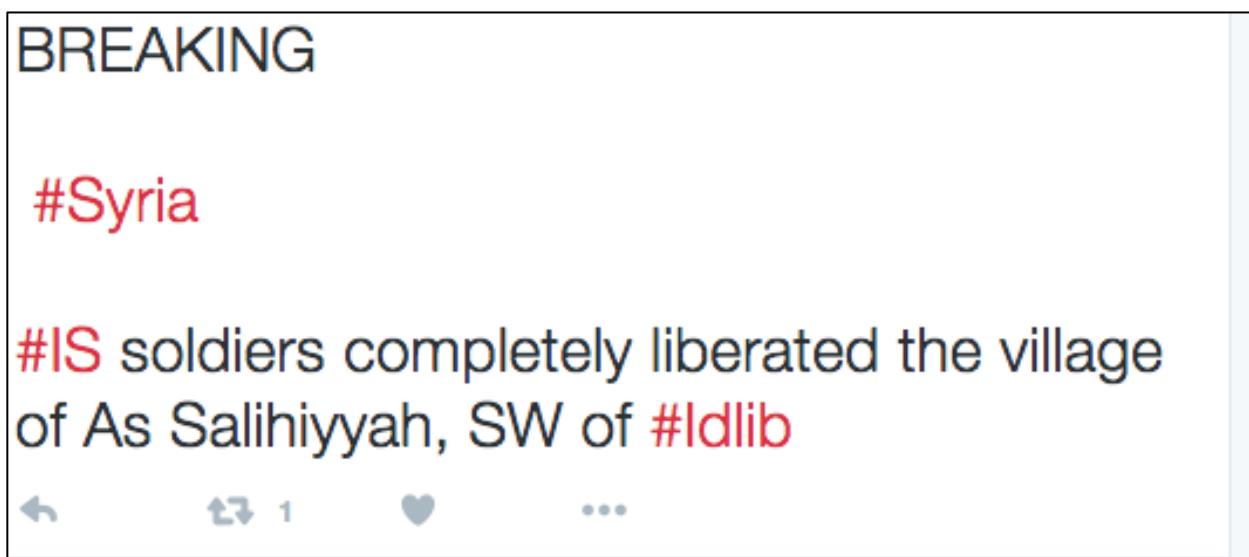 BREAKING
#Syria
#IS soldiers completely liberated the village
of As Salihiyyah, SW of #Idlib
1